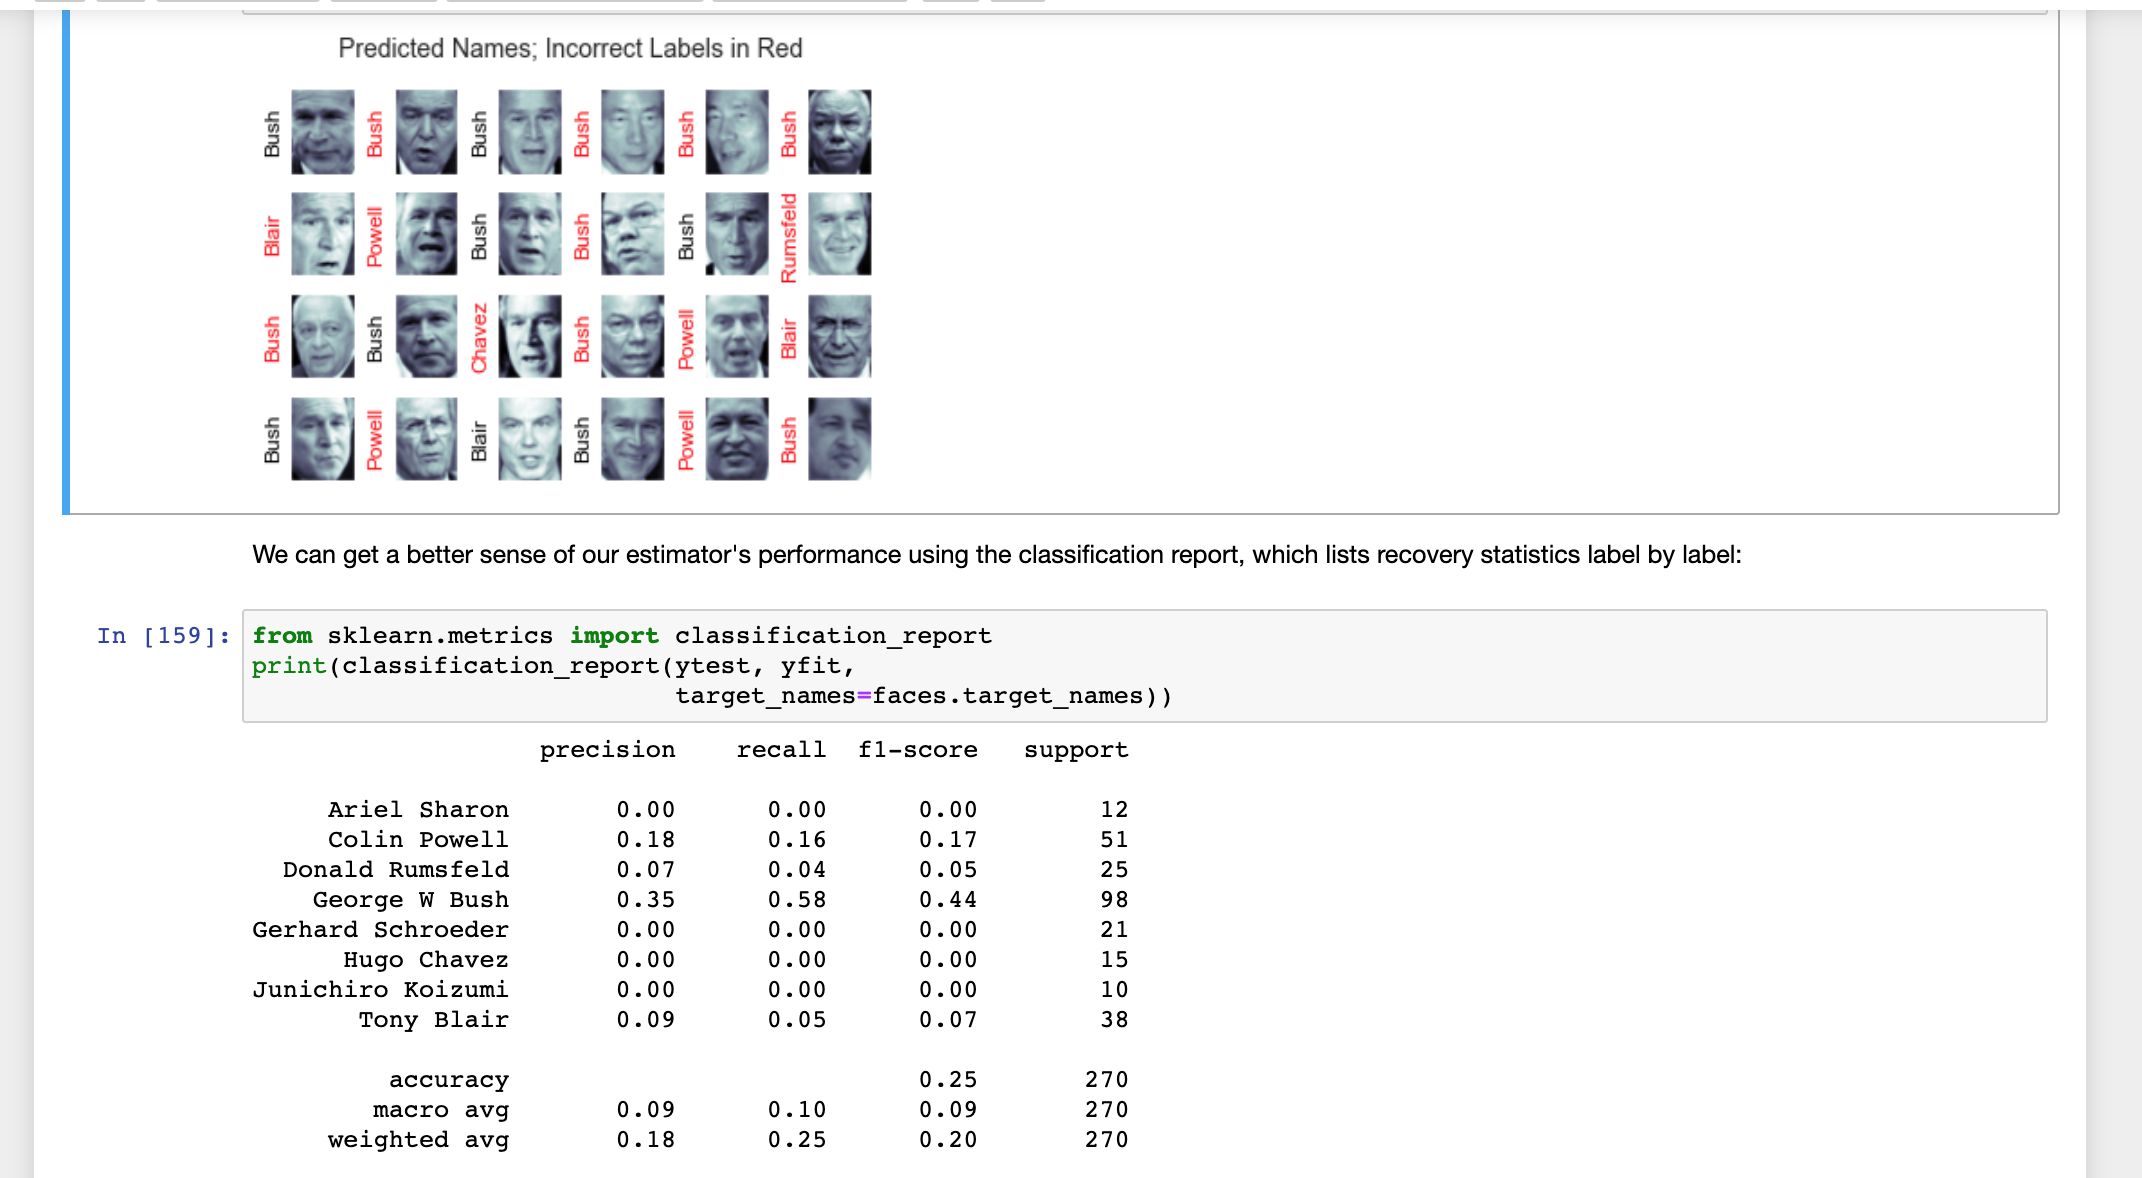 Predicted Names; Incorrect Labels in Red
Bush Bush Bush Bush Bush Bush
Blair Powell Bush Bush Bush Rumsfeld
Bush Bush Chavez Bush Powell Blair
Bush Powell Blair Bush Powell Bush
We can get a better sense of our estimator's performance using the classification report, which lists recovery statistics label by label:
In [159]: from sklearn.metrics import classification_report
print(classification_report(ytest, yfit,
target_names=faces.target_names))
precision recall f1-score support
Ariel Sharon 0.00 0.00 0.00 12
Colin Powell 0.18 0.16 0.17 51
Donald Rumsfeld 0.07 0.04 0.05 25
George W Bush 0.35 0.58 0.44 98
Gerhard Schroeder 0.00 0.00 0.00 21
Hugo Chavez 0.00 0.00 0.00 15
Junichiro Koizumi 0.00 0.00 0.00 10
Tony Blair 0.09 0.05 0.07 38
accuracy 0.25 270
macro avg 0.09 0.10 0.09 270
weighted avg 0.18 0.25 0.20 270